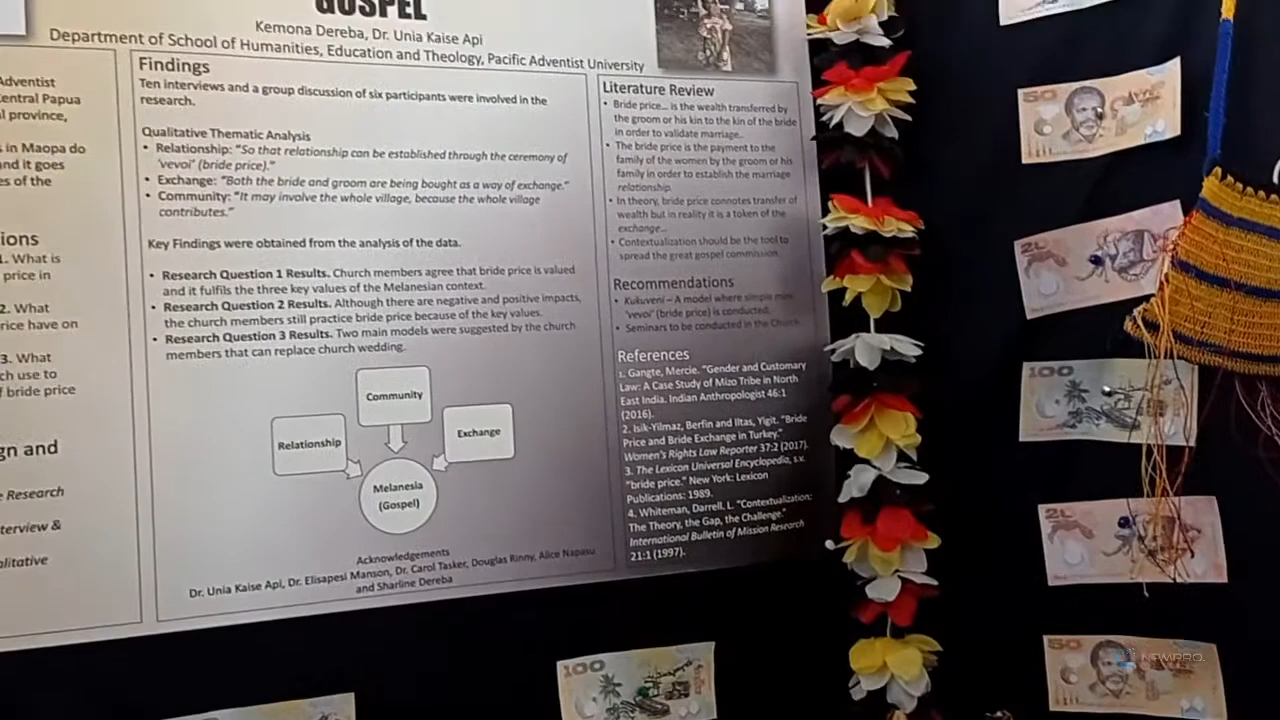 GOSPEL
Kemona Dereba, Dr. Unia Kaise Api
Department of School of Humanities, Education and Theology, Pacific Adventist University
Adventist
entral Papua
l province,
s in Maopa do
and it goes
es of the
ions
1. What is
price in
2. What
rice have on
3. What
ch use to
f bride price
gn and
e Research
terview &
alitative
Findings
Ten interviews and a group discussion of six participants were involved in the
research.
Qualitative Thematic Analysis
• Relationship: "So that relationship can be established through the ceremony of
'vevoi' (bride price)."
• Exchange: "Both the bride and groom are being bought as a way of exchange."
• Community: "It may involve the whole village, because the whole village
contributes."
Key Findings were obtained from the analysis of the data.
• Research Question 1 Results. Church members agree that bride price is valued
and it fulfils the three key values of the Melanesian context.
• Research Question 2 Results. Although there are negative and positive impacts,
the church members still practice bride price because of the key values.
• Research Question 3 Results. Two main models were suggested by the church
members that can replace church wedding.
Community
Relationship
Exchange
Melanesia
(Gospel)
Acknowledgements
Dr. Unia Kaise Api, Dr. Elisapesi Manson, Dr. Carol Tasker, Douglas Rinny, Alice Napasu
and Sharline Dereba
Literature Review
• Bride price... is the wealth transferred by
the groom or his kin to the kin of the bride
in order to validate marriage...
• The bride price is the payment to the
family of the women by the groom or his
family in order to establish the marriage
relationship.
• In theory, bride price connotes transfer of
wealth but in reality it is a token of the
exchange...
• Contextualization should be the tool to
spread the great gospel commission.
Recommendations
• Kukuveni – A model where simple mini
'vevoi' (bride price) is conducted.
• Seminars to be conducted in the Church.
References
1. Gangte, Mercie. "Gender and Customary
Law: A Case Study of Mizo Tribe in North
East India. Indian Anthropologist 46:1
(2016).
2. Isik-Yilmaz, Berfin and Iltas, Yigit. "Bride
Price and Bride Exchange in Turkey."
Women's Rights Law Reporter 37:2 (2017).
3. The Lexicon Universal Encyclopedia, s.v.
"bride price." New York: Lexicon
Publications: 1989.
4. Whiteman, Darrell. L. "Contextualization:
The Theory, the Gap, the Challenge."
International Bulletin of Mission Research
21:1 (1997).
50
100
50
100